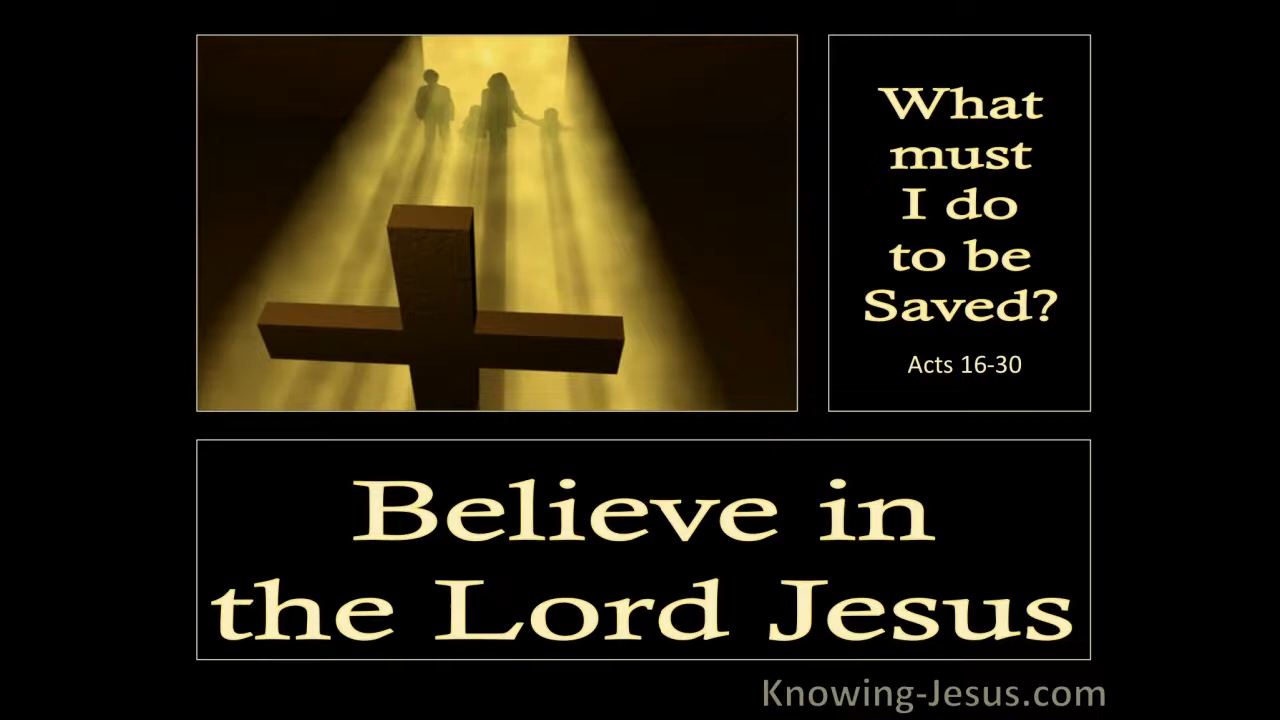 What
must
I do
to be
Saved?
Acts 16-30
Believe in
the Lord Jesus
Knowing-Jesus.com